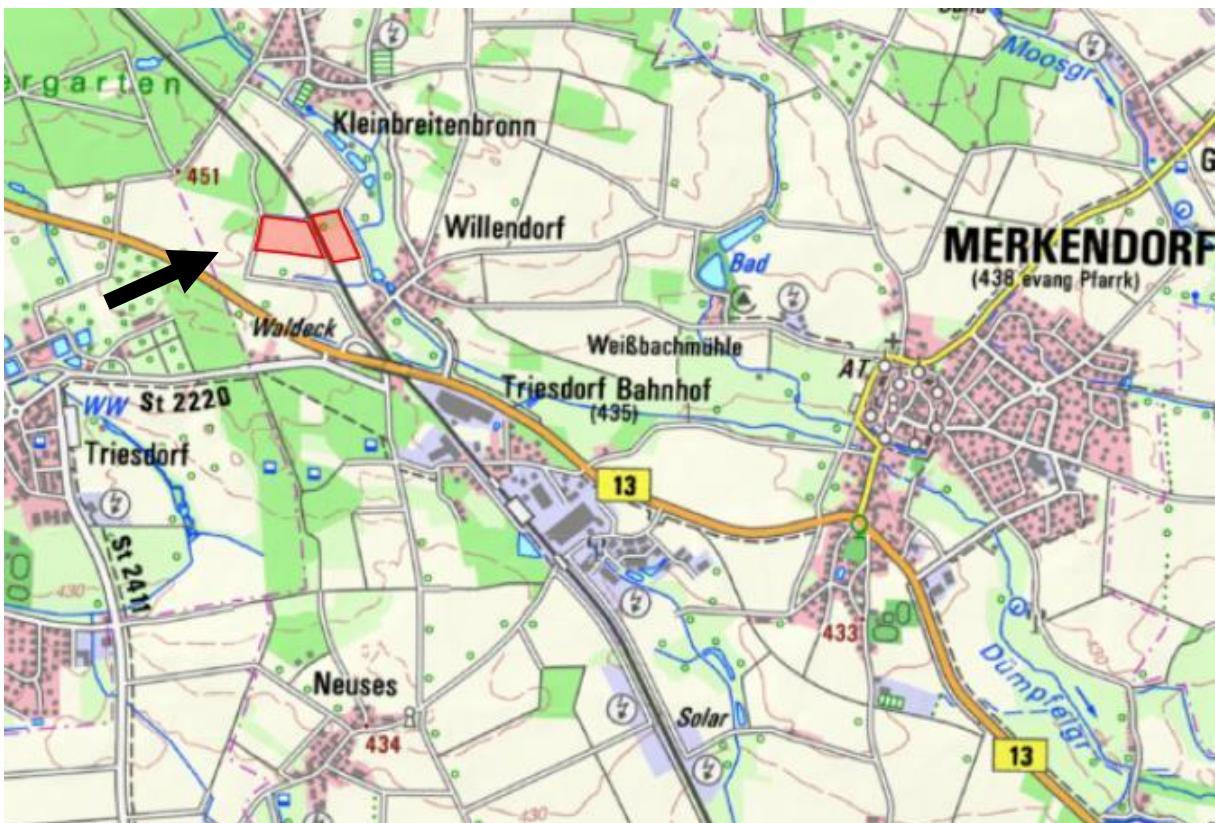 Moosgr
ergarten
Kleinbreitenbronn
451
Willendorf
MERKENDORF
(438 evang Pfarrk)
Bad
Waldeck
Weißbachmühle
AT
St 2220
WW
Triesdorf Bahnhof
(435)
Triesdorf
13
St 2411
430
433
430
Neuses
434
Solar
Dümpfelgr
13
430
G